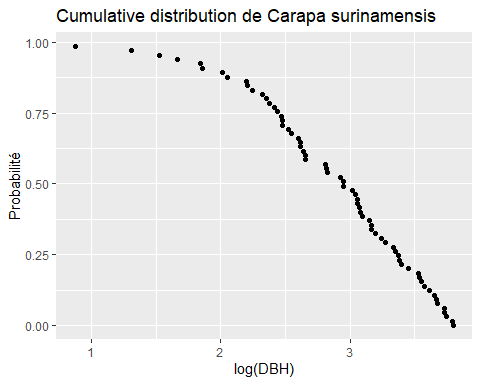 Cumulative distribution de Carapa surinamensis
1.00
0.75
0.50
0.25
0.00
Probabilité
1
2
3
log(DBH)